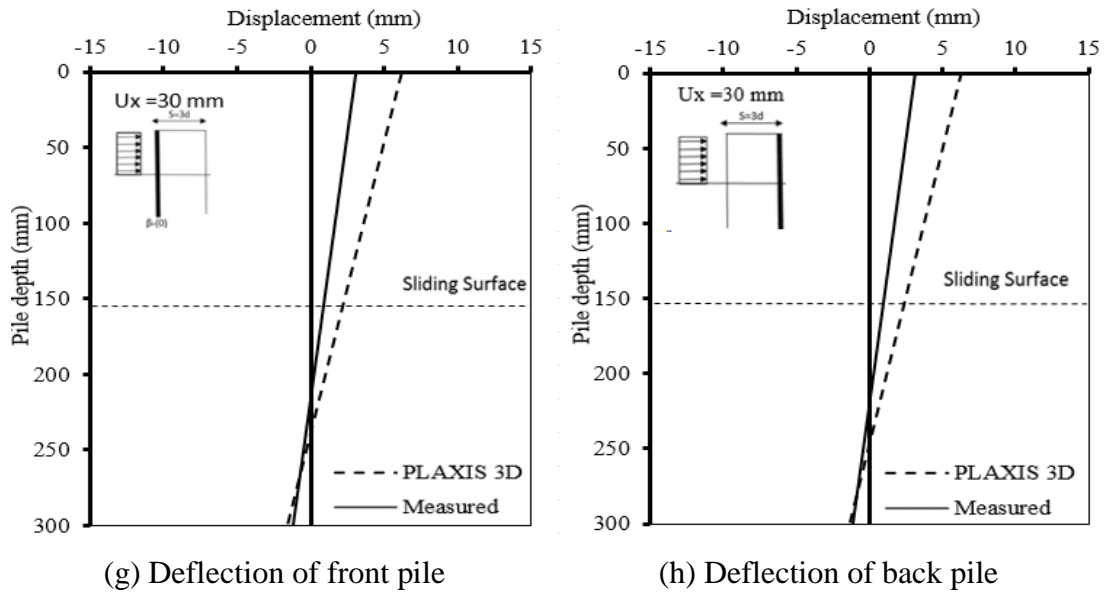 Displacement (mm)
-15 -10 -5 0 5 10 15
0
50
100
150
200
250
300
Pile depth (mm)
Ux =30 mm
S=3d
Sliding Surface
PLAXIS 3D
Measured
(g) Deflection of front pile
Displacement (mm)
-15 -10 -5 0 5 10 15
0
50
100
150
200
250
300
Pile depth (mm)
Ux =30 mm
S=3d
Sliding Surface
PLAXIS 3D
Measured
(h) Deflection of back pile